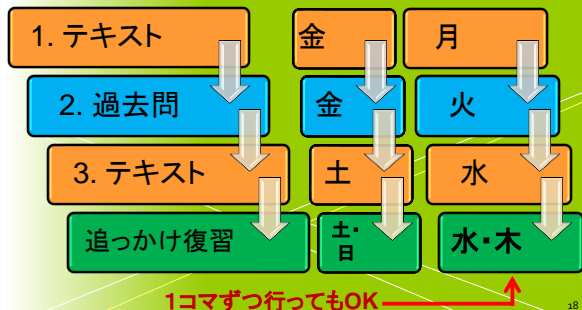 1. テキスト 金 月
2. 過去問 金 火
3. テキスト 土 水
追っかけ復習 土・日 水・木
1コマずつ行ってもOK
18